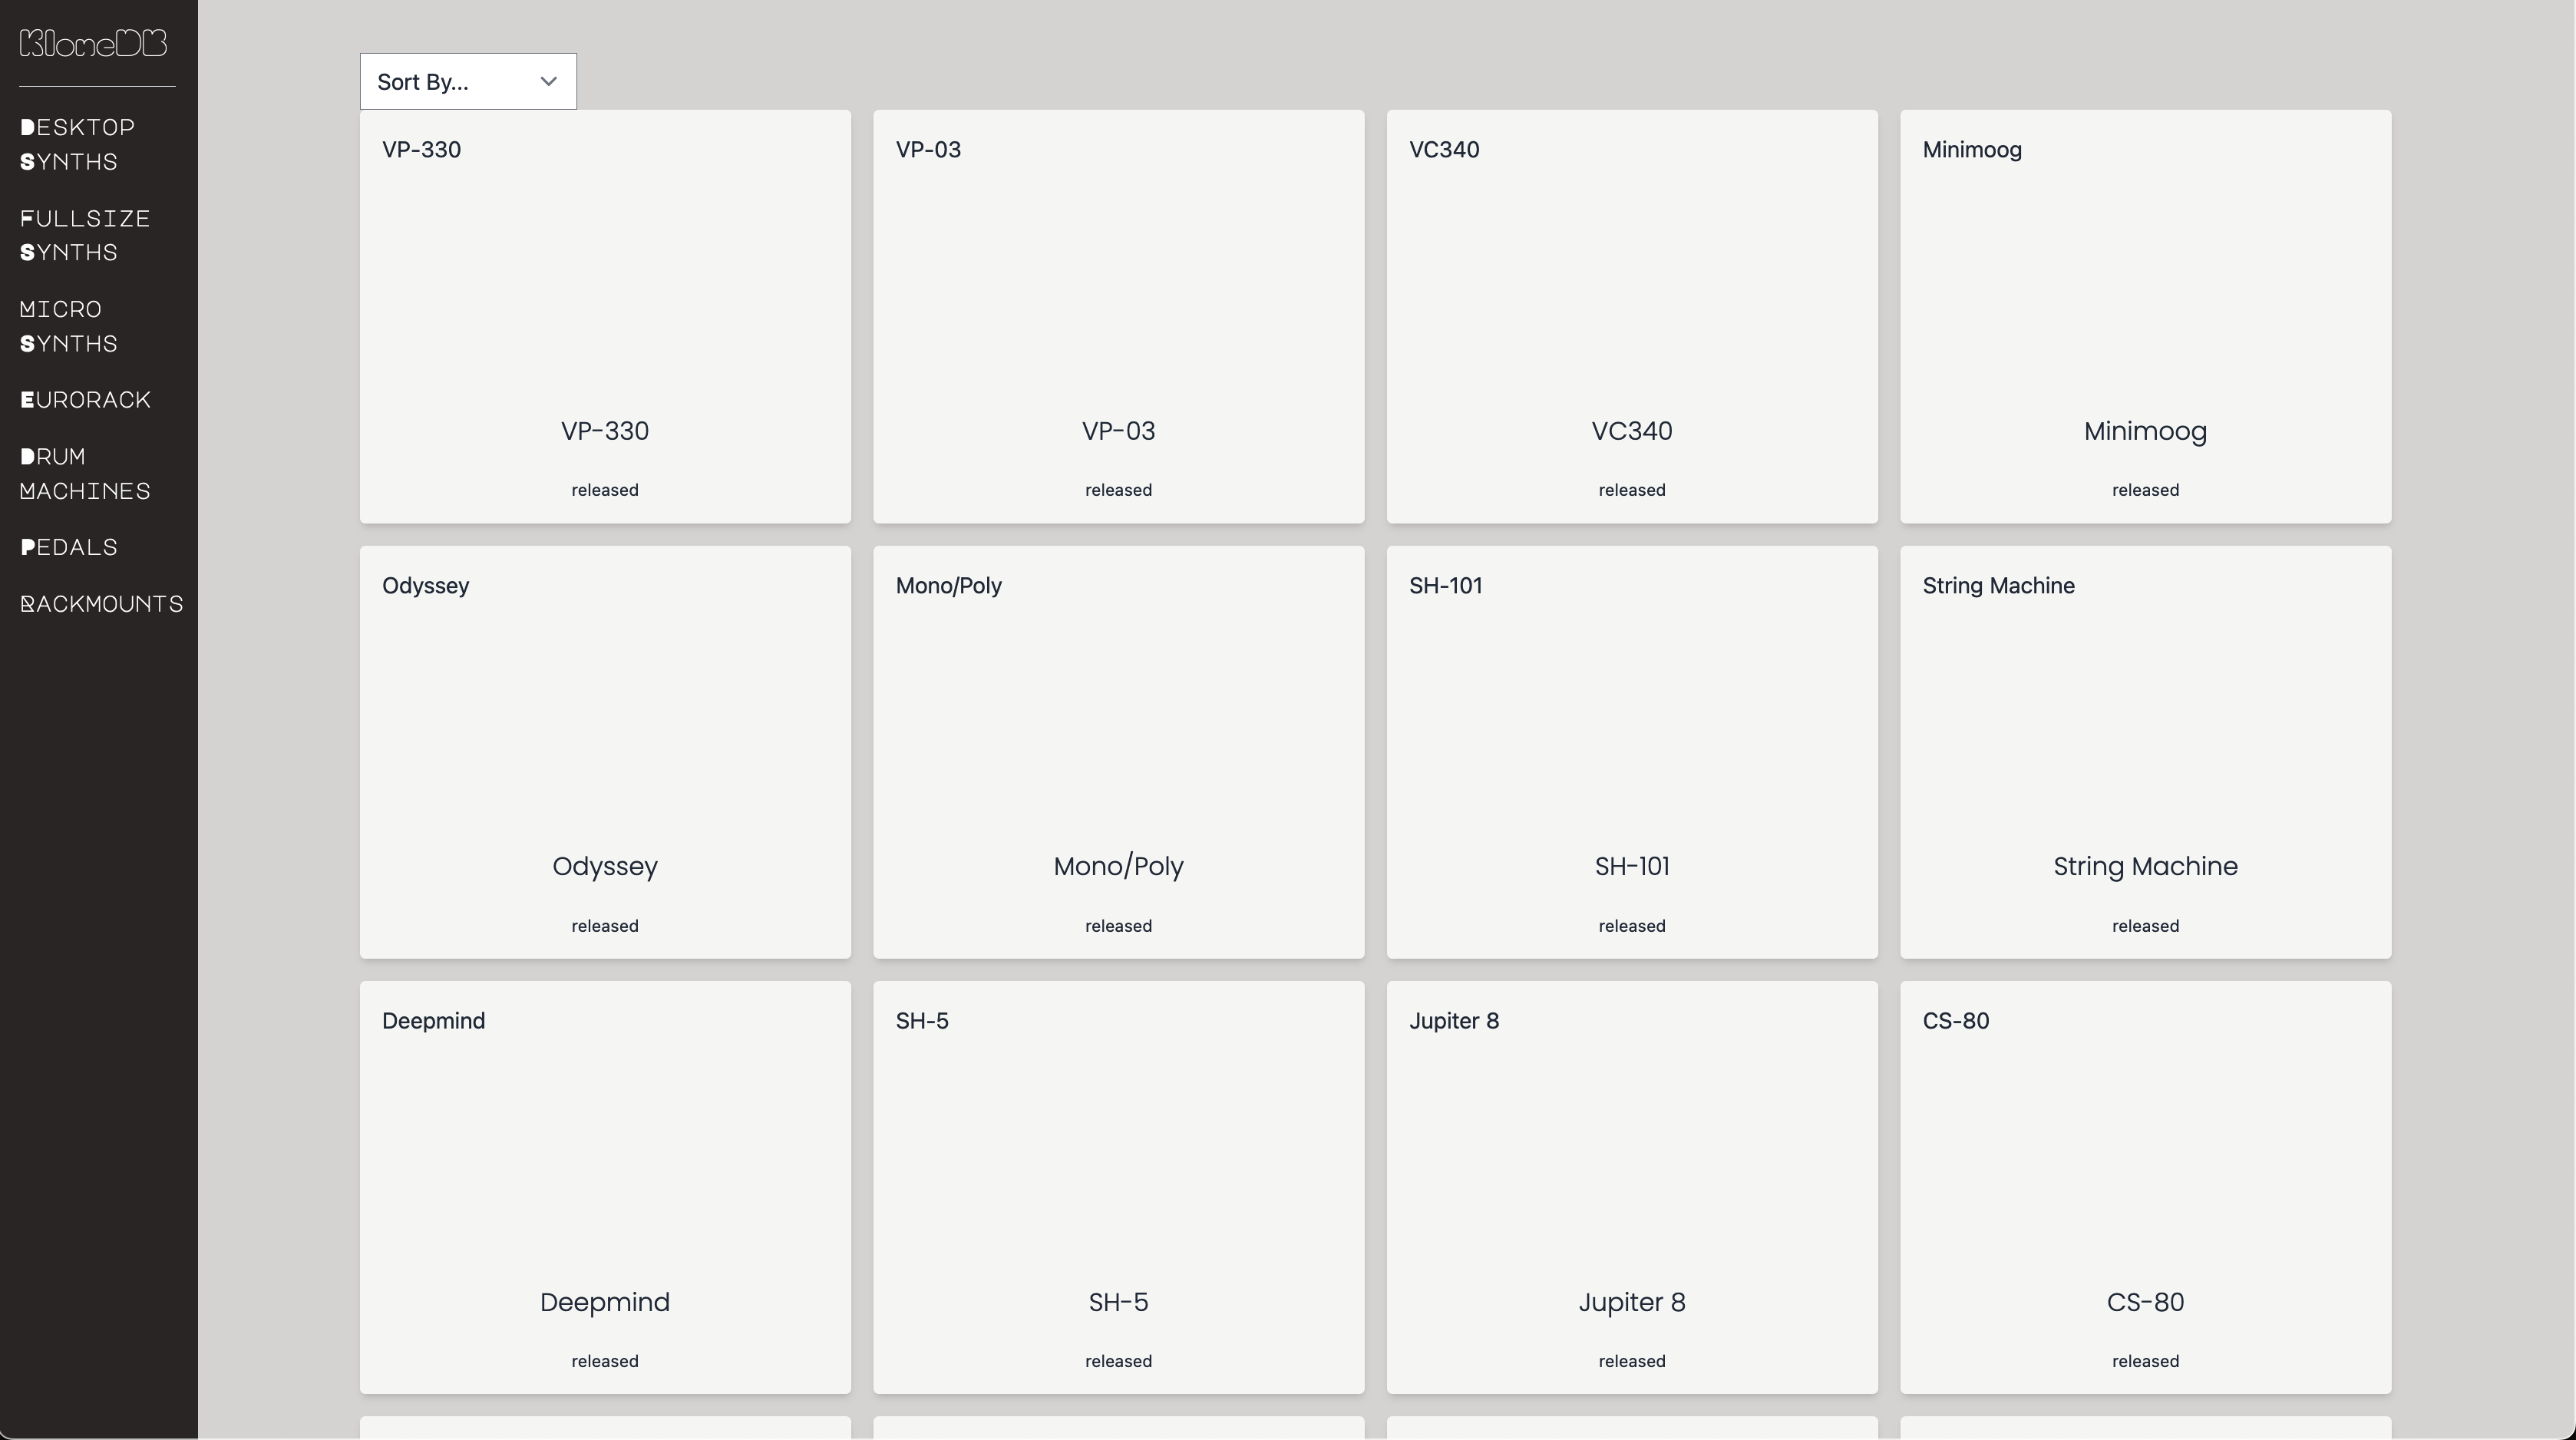 KloneDB
DESKTOP
SYNTHS
FULLSIZE
SYNTHS
MICRO
SYNTHS
EURORACK
DRUM
MACHINES
PEDALS
RACKMOUNTS
Sort By...
VP-330
VP-330
released
VP-03
VP-03
released
VC340
VC340
released
Minimoog
Minimoog
released
Odyssey
Odyssey
released
Mono/Poly
Mono/Poly
released
SH-101
SH-101
released
String Machine
String Machine
released
Deepmind
Deepmind
released
SH-5
SH-5
released
Jupiter 8
Jupiter 8
released
CS-80
CS-80
released